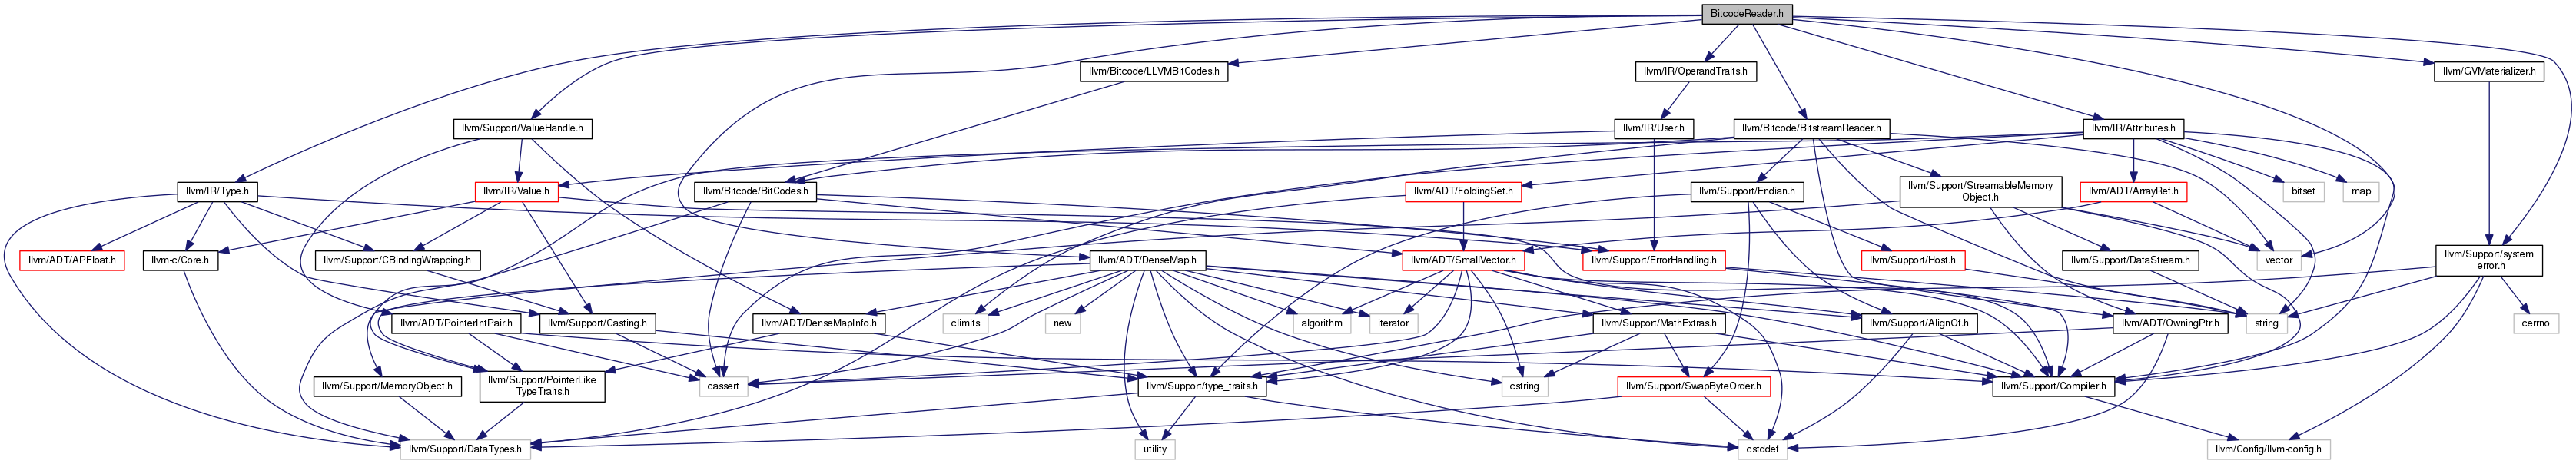 BitcodeReader.h
llvm/Bitcode/LLVMBitCodes.h
llvm/IR/OperandTraits.h
llvm/GVMaterializer.h
llvm/Support/ValueHandle.h
llvm/IR/User.h
llvm/Bitcode/BitstreamReader.h
llvm/IR/Attributes.h
llvm/IR/Type.h
llvm/IR/Value.h
llvm/Bitcode/BitCodes.h
llvm/ADT/FoldingSet.h
llvm/Support/Endian.h
llvm/Support/StreamableMemory
Object.h
llvm/ADT/ArrayRef.h
bitset
map
llvm/ADT/APFloat.h
llvm-c/Core.h
llvm/Support/CBindingWrapping.h
llvm/ADT/DenseMap.h
llvm/ADT/SmallVector.h
llvm/Support/ErrorHandling.h
llvm/Support/Host.h
llvm/Support/DataStream.h
vector
llvm/Support/system
_error.h
llvm/ADT/PointerIntPair.h
llvm/Support/Casting.h
llvm/ADT/DenseMapInfo.h
climits
new
algorithm
iterator
llvm/Support/MathExtras.h
llvm/Support/AlignOf.h
llvm/ADT/OwningPtr.h
string
cerrno
llvm/Support/MemoryObject.h
llvm/Support/PointerLike
TypeTraits.h
cassert
llvm/Support/type_traits.h
cstring
llvm/Support/SwapByteOrder.h
llvm/Support/Compiler.h
llvm/Support/DataTypes.h
utility
cstddef
llvm/Config/llvm-config.h